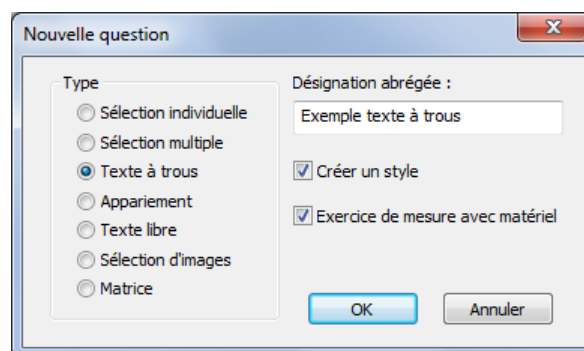 Nouvelle question
Type
Sélection individuelle
Sélection multiple
Texte à trous
Appariement
Texte libre
Sélection d'images
Matrice
Désignation abrégée :
Exemple texte à trous
Créer un style
Exercice de mesure avec matériel
OK
Annuler